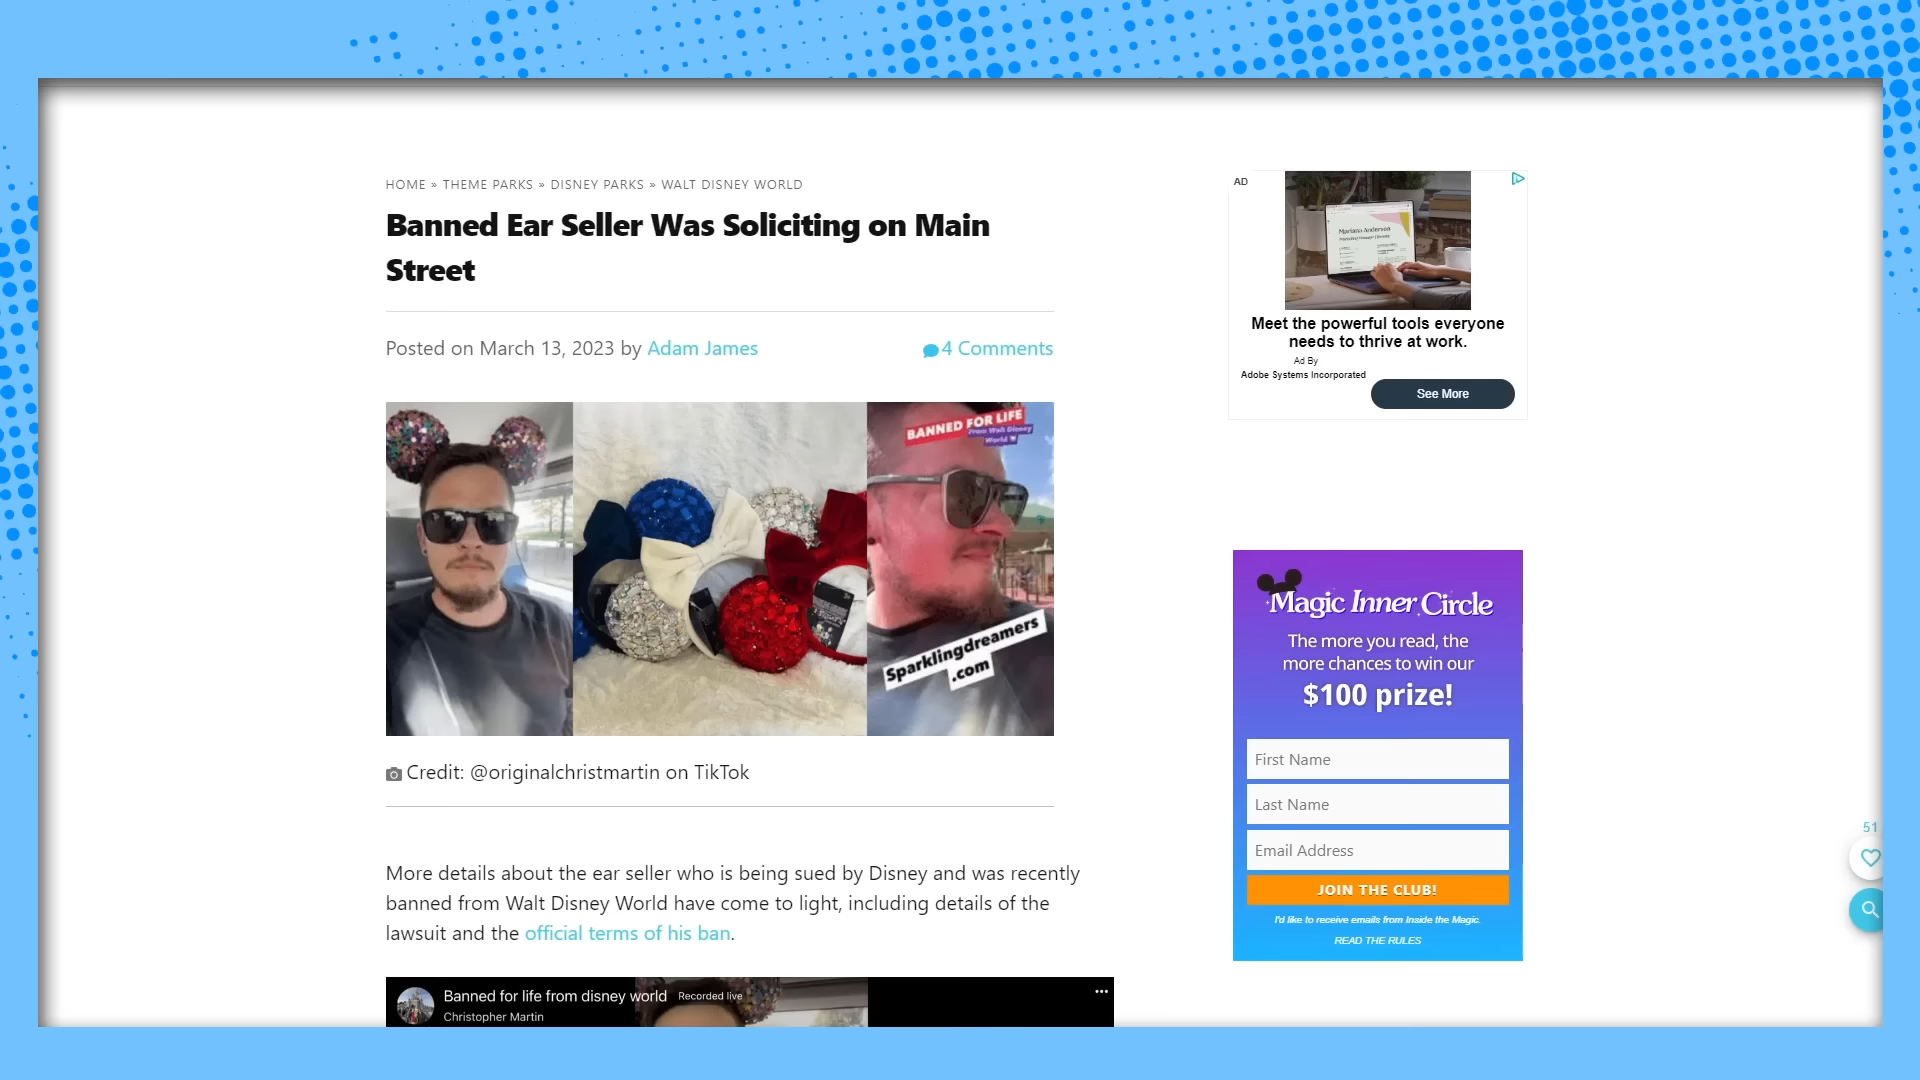 HOME » THEME PARKS » DISNEY PARKS » WALT DISNEY WORLD
Banned Ear Seller Was Soliciting on Main
Street
Posted on March 13, 2023 by Adam James
4 Comments
BANNED FOR LIFE
From Walt Disney
World
Sparklingdreamers
.com
Credit: @originalchristmartin on TikTok
More details about the ear seller who is being sued by Disney and was recently
banned from Walt Disney World have come to light, including details of the
lawsuit and the official terms of his ban.
Banned for life from disney world Recorded live
Christopher Martin
AD
Mariana Anderson
Meet the powerful tools everyone
needs to thrive at work.
Ad By
Adobe Systems Incorporated
See More
Magic Inner Circle
The more you read, the
more chances to win our
$100 prize!
First Name
Last Name
Email Address
JOIN THE CLUB!
I'd like to receive emails from Inside the Magic.
READ THE RULES
51